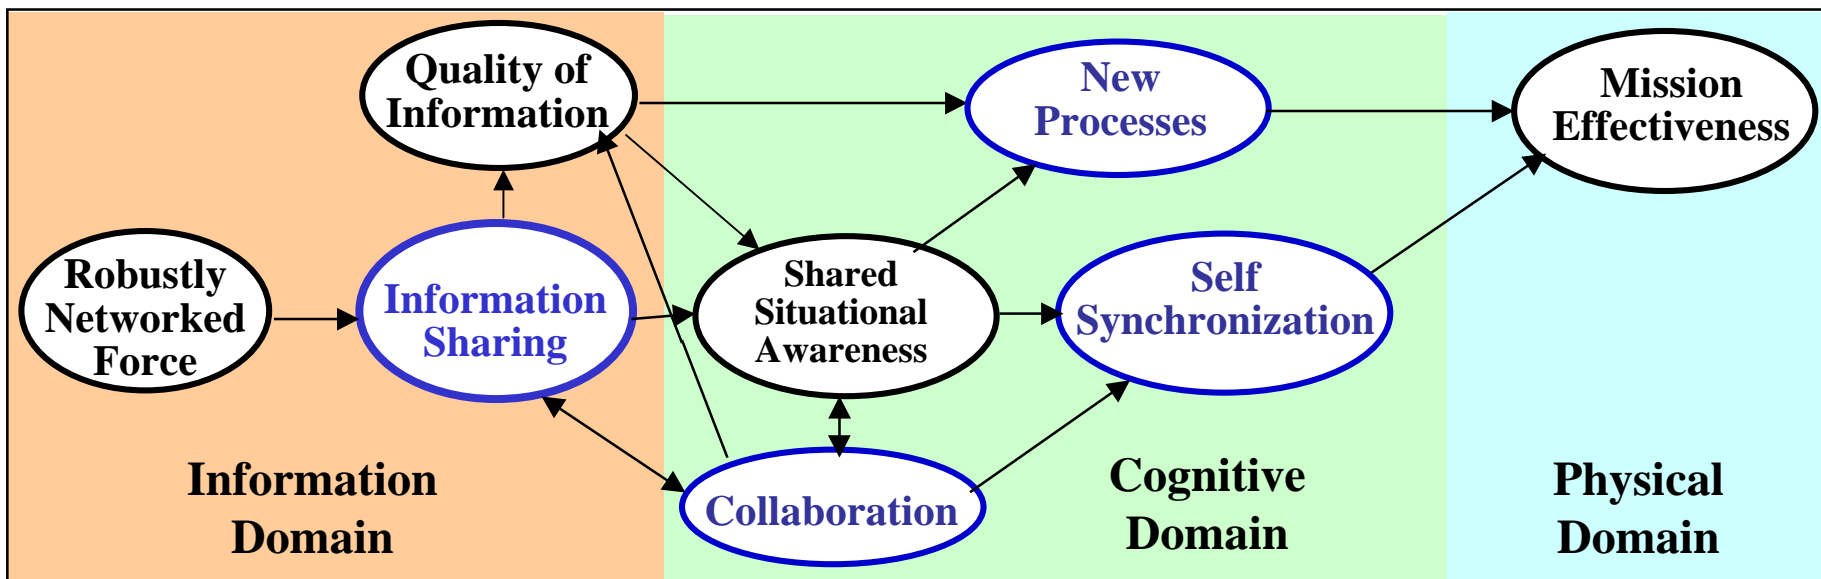 Quality of
Information
New
Processes
Mission
Effectiveness
Robustly
Networked
Force
Information
Sharing
Shared
Situational
Awareness
Self
Synchronization
Collaboration
Information
Domain
Cognitive
Domain
Physical
Domain